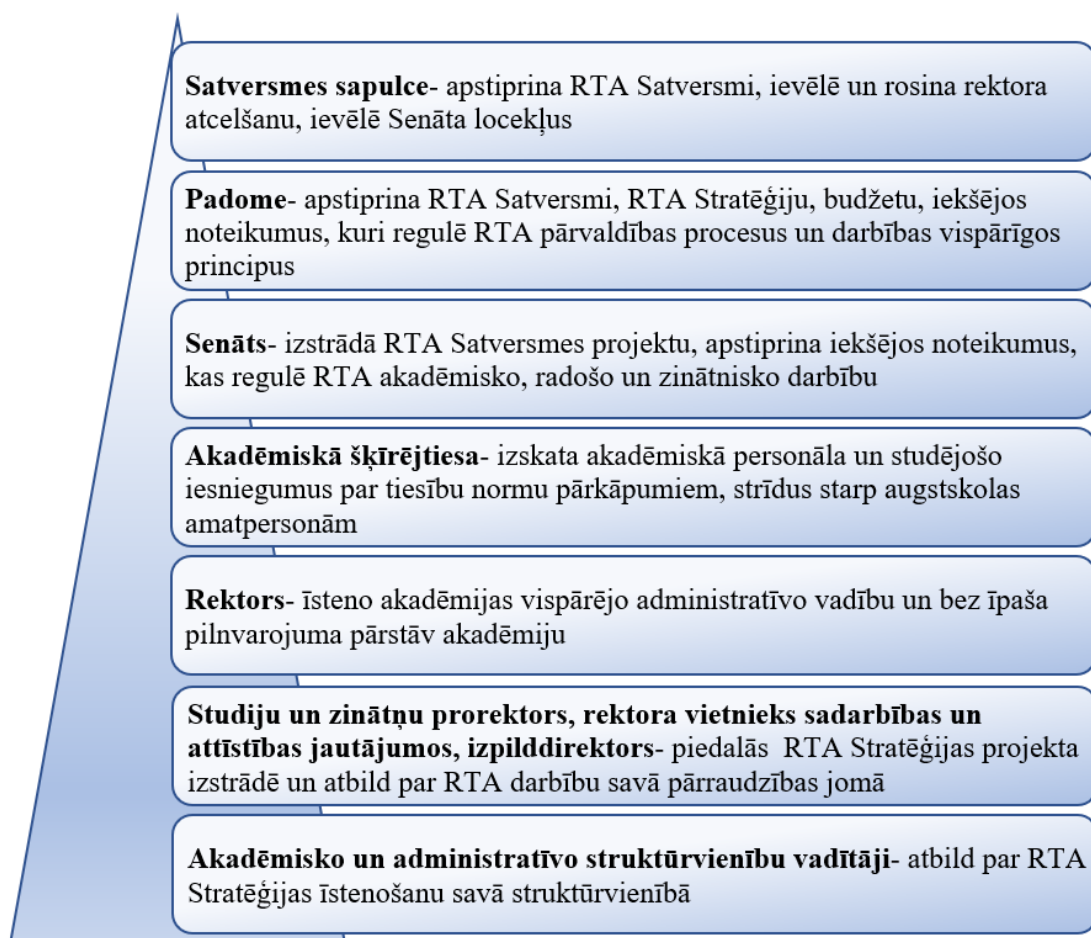 Satversmes sapulce- apstiprina RTA Satversmi, ievēlē un rosina rektora
atcelšanu, ievēlē Senāta locekļus
Padome- apstiprina RTA Satversmi, RTA Stratēģiju, budžetu, iekšējos
noteikumus, kuri regulē RTA pārvaldības procesus un darbības vispārīgos
principus
Senāts- izstrādā RTA Satversmes projektu, apstiprina iekšējos noteikumus,
kas regulē RTA akadēmisko, radošo un zinātnisko darbību
Akadēmiskā šķīrējtiesa- izskata akadēmiskā personāla un studējošo
iesniegumus par tiesību normu pārkāpumiem, strīdus starp augstskolas
amatpersonām
Rektors- īsteno akadēmijas vispārējo administratīvo vadību un bez īpaša
pilnvarojuma pārstāv akadēmiju
Studiju un zinātņu prorektors, rektora vietnieks sadarbības un
attīstības jautājumos, izpilddirektors- piedalās RTA Stratēģijas projekta
izstrādē un atbild par RTA darbību savā pārraudzības jomā
Akadēmisko un administratīvo struktūrvienību vadītāji- atbild par RTA
Stratēģijas īstenošanu savā struktūrvienībā